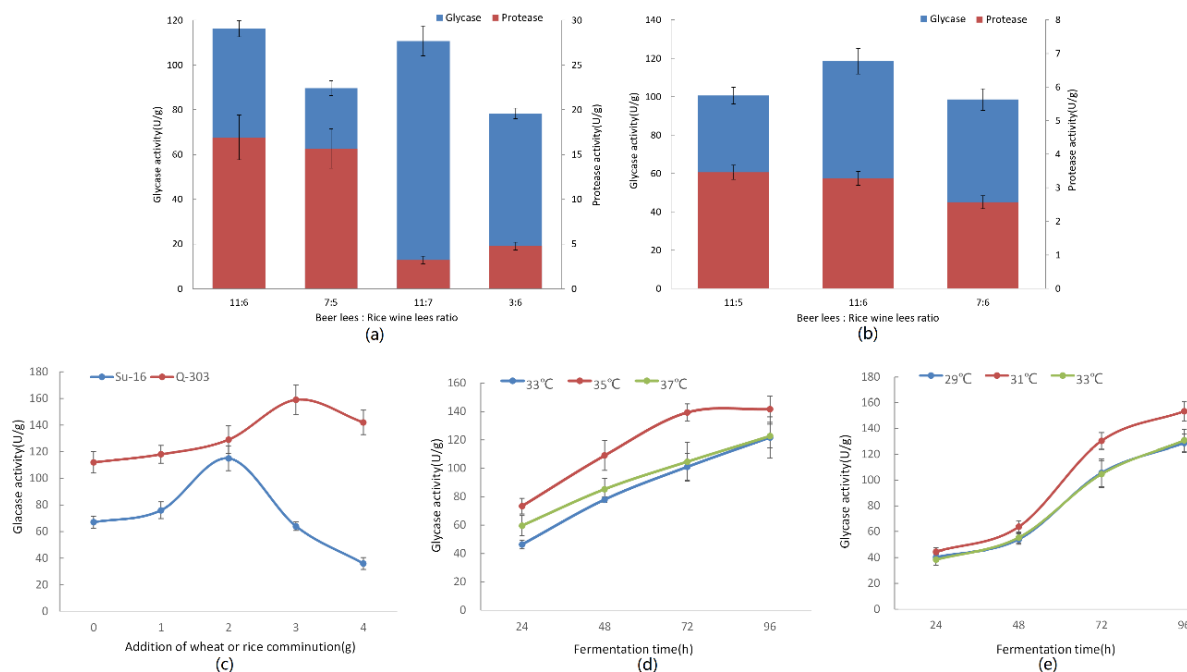 Glycase Protease
Glycase activity(U/g)
120
100
80
60
40
20
0
Protease activity(U/g)
30
25
20
15
10
5
0
11:6 7:5 11:7 3:6
Beer lees : Rice wine lees ratio
(a)
Glycase Protease
Glycase activity(U/g)
140
120
100
80
60
40
20
0
Protease activity(U/g)
8
7
6
5
4
3
2
1
0
11:5 11:6 7:6
Beer lees : Rice wine lees ratio
(b)
Su-16 Q-303
Glacase activity(U/g)
180
160
140
120
100
80
60
40
20
0
0 1 2 3 4
Addition of wheat or rice comminution(g)
(c)
33℃ 35℃ 37℃
Glycase activity(U/g)
160
140
120
100
80
60
40
20
0
24 48 72 96
Fermentation time(h)
(d)
29℃ 31℃ 33℃
Glycase activity(U/g)
180
160
140
120
100
80
60
40
20
0
24 48 72 96
Fermentation time(h)
(e)